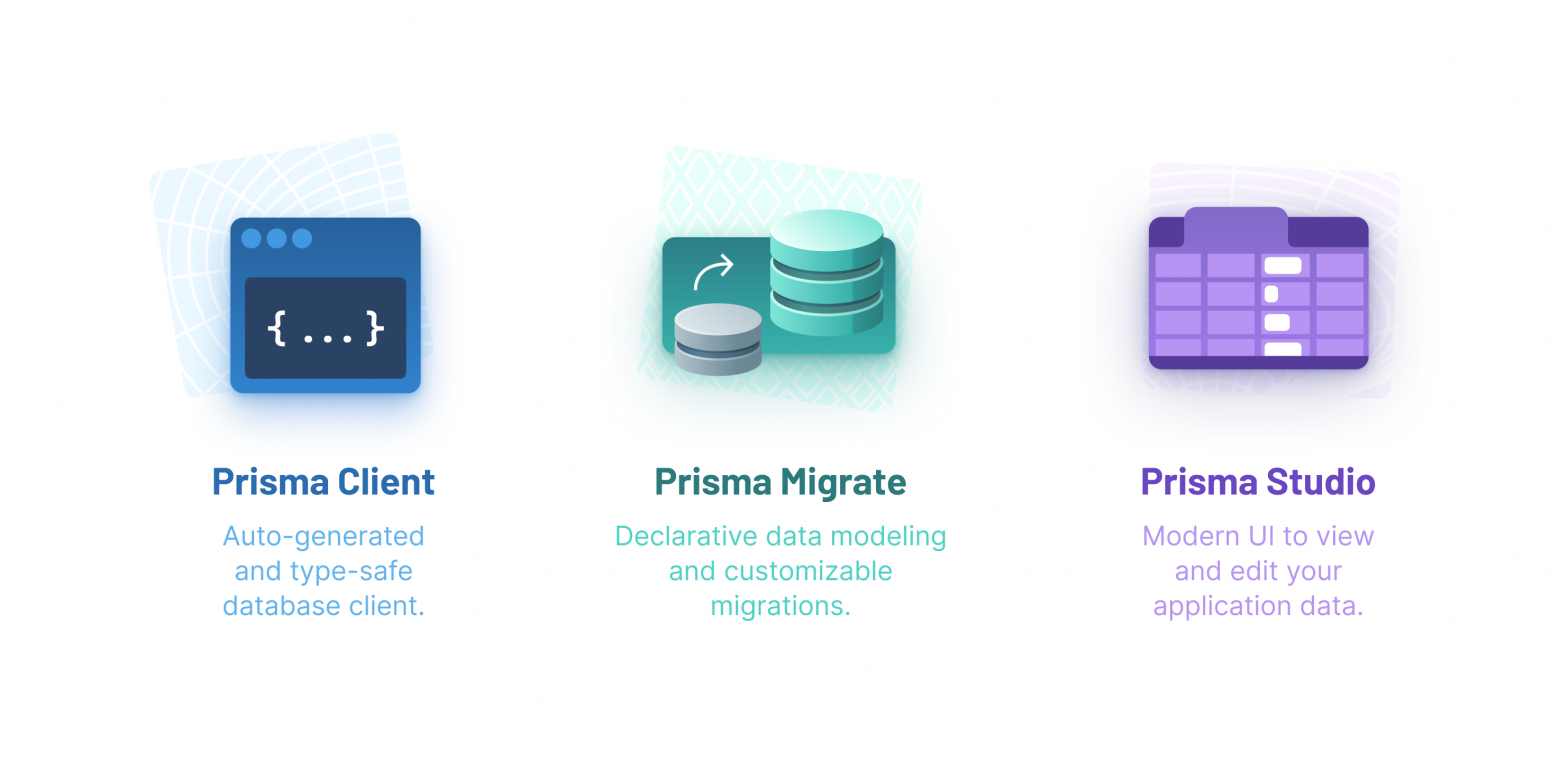 { ... }
Prisma Client
Auto-generated
and type-safe
database client.
Prisma Migrate
Declarative data modeling
and customizable
migrations.
Prisma Studio
Modern UI to view
and edit your
application data.